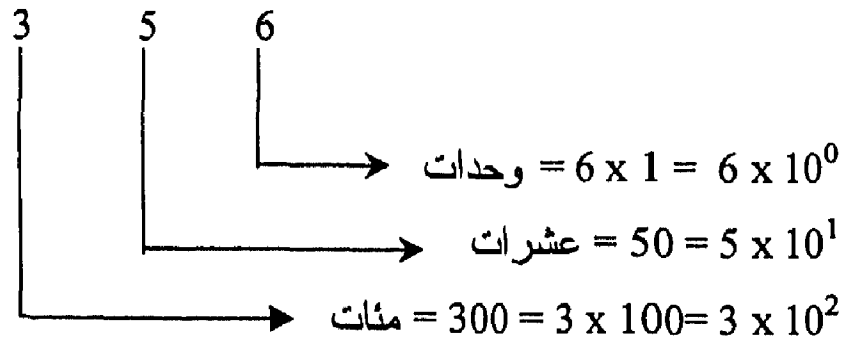 3 5 6
وحدات = 6 x 1 = 6 x 10⁰
عشرات = 50 = 5 x 10¹
مئات = 300 = 3 x 100= 3 x 10²